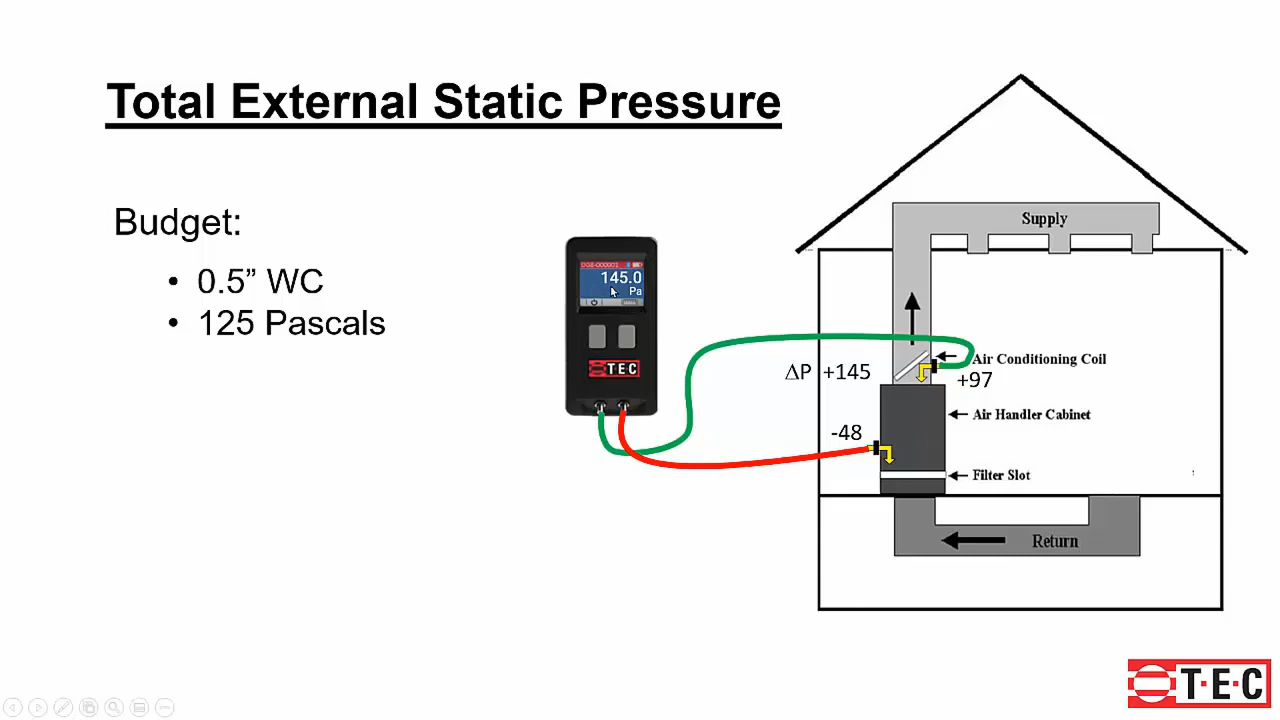 Total External Static Pressure
Budget:
• 0.5” WC
• 125 Pascals
145.0
Pa
T·E·C
Supply
Air Conditioning Coil
ΔP +145
+97
Air Handler Cabinet
-48
Filter Slot
Return
T·E·C